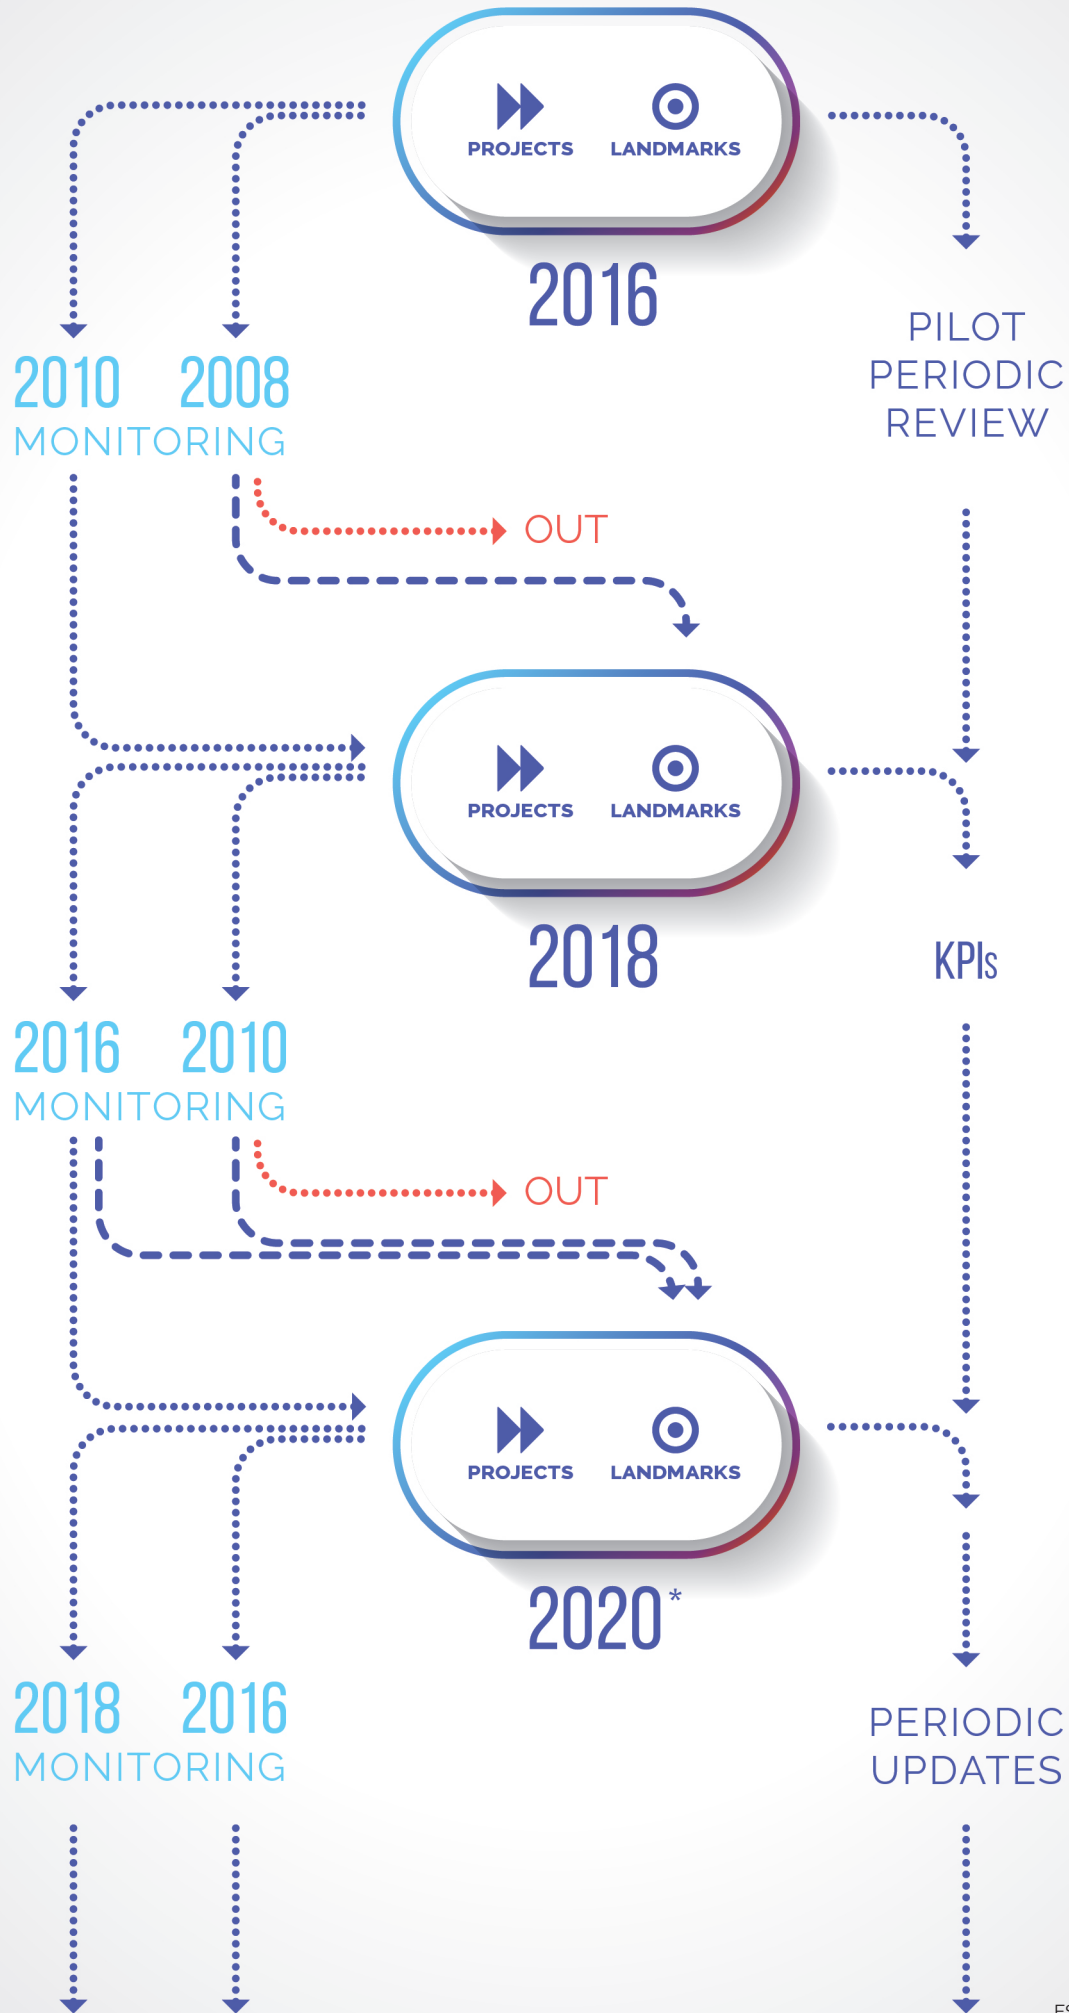 PROJECTS LANDMARKS
2016
PILOT
PERIODIC
REVIEW
2010 2008
MONITORING
OUT
PROJECTS LANDMARKS
2018
KPIs
2016 2010
MONITORING
OUT
PROJECTS LANDMARKS
2020*
2018 2016
MONITORING
PERIODIC
UPDATES